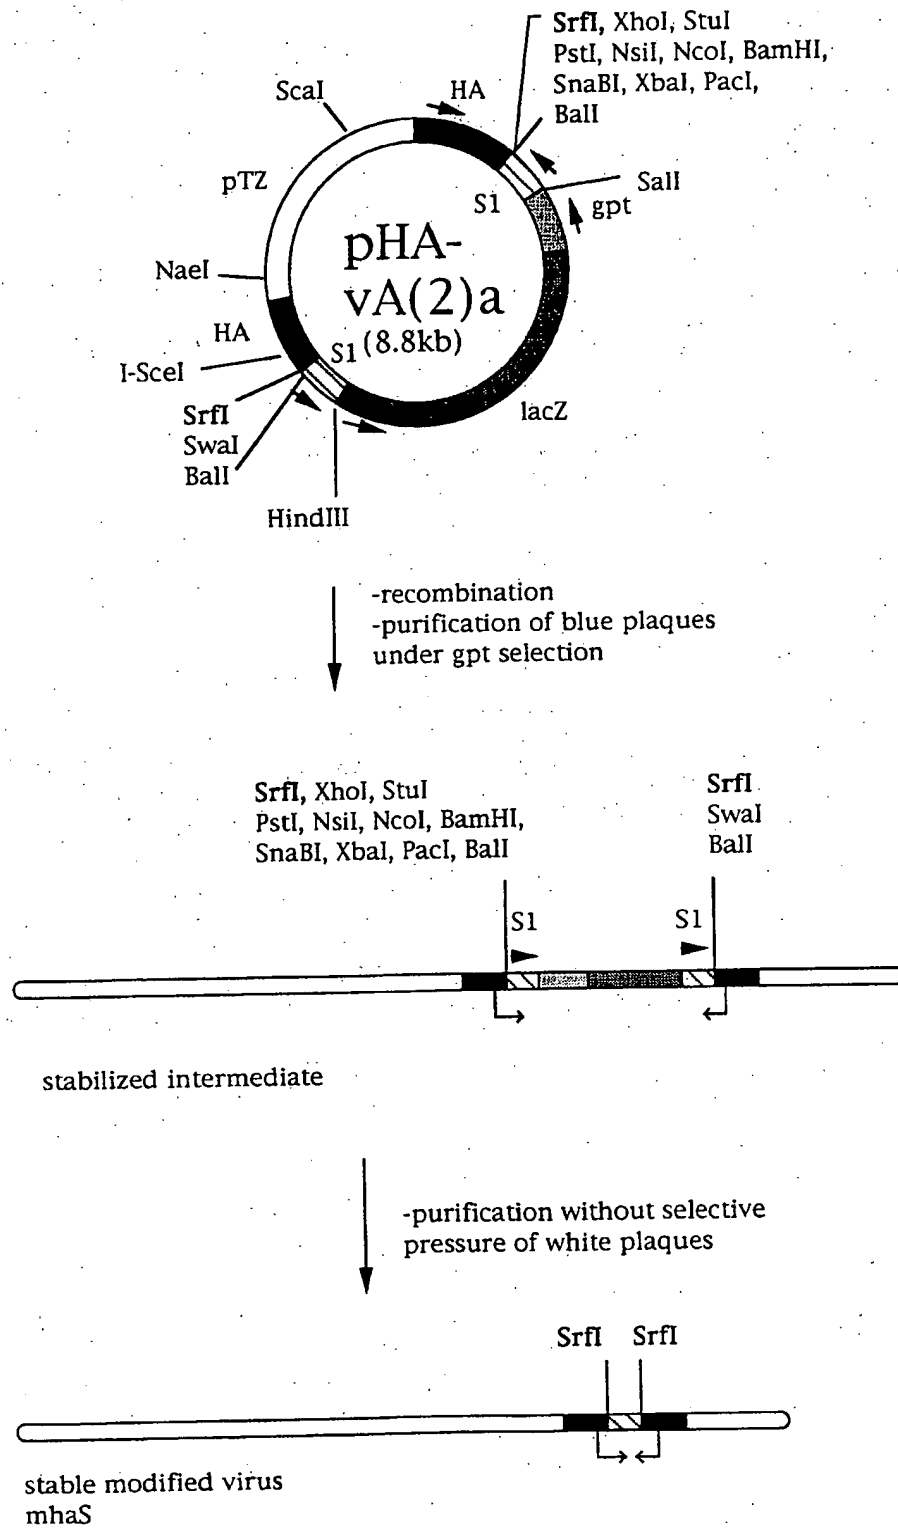 SrfI, XhoI, StuI
PstI, NsiI, NcoI, BamHI,
SnaBI, XbaI, PacI,
BalI
HA
ScaI
pTZ
SalI
S1
gpt
pHA-
vA(2)a
(8.8kb)
NaeI
HA
S1
I-SceI
lacZ
SrfI
SwaI
BalI
HindIII
-recombination
-purification of blue plaques
under gpt selection
SrfI, XhoI, StuI
PstI, NsiI, NcoI, BamHI,
SnaBI, XbaI, PacI, BalI
SrfI
SwaI
BalI
S1
S1
stabilized intermediate
-purification without selective
pressure of white plaques
SrfI SrfI
stable modified virus
mhaS